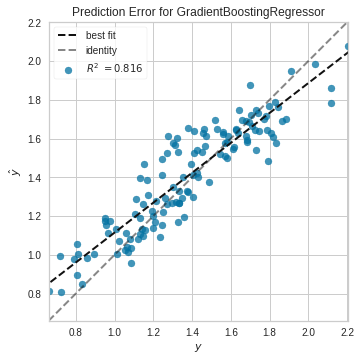 Prediction Error for GradientBoostingRegressor
best fit
identity
R² = 0.816
ŷ
2.2
2.0
1.8
1.6
1.4
1.2
1.0
0.8
0.8 1.0 1.2 1.4 1.6 1.8 2.0 2.2
y